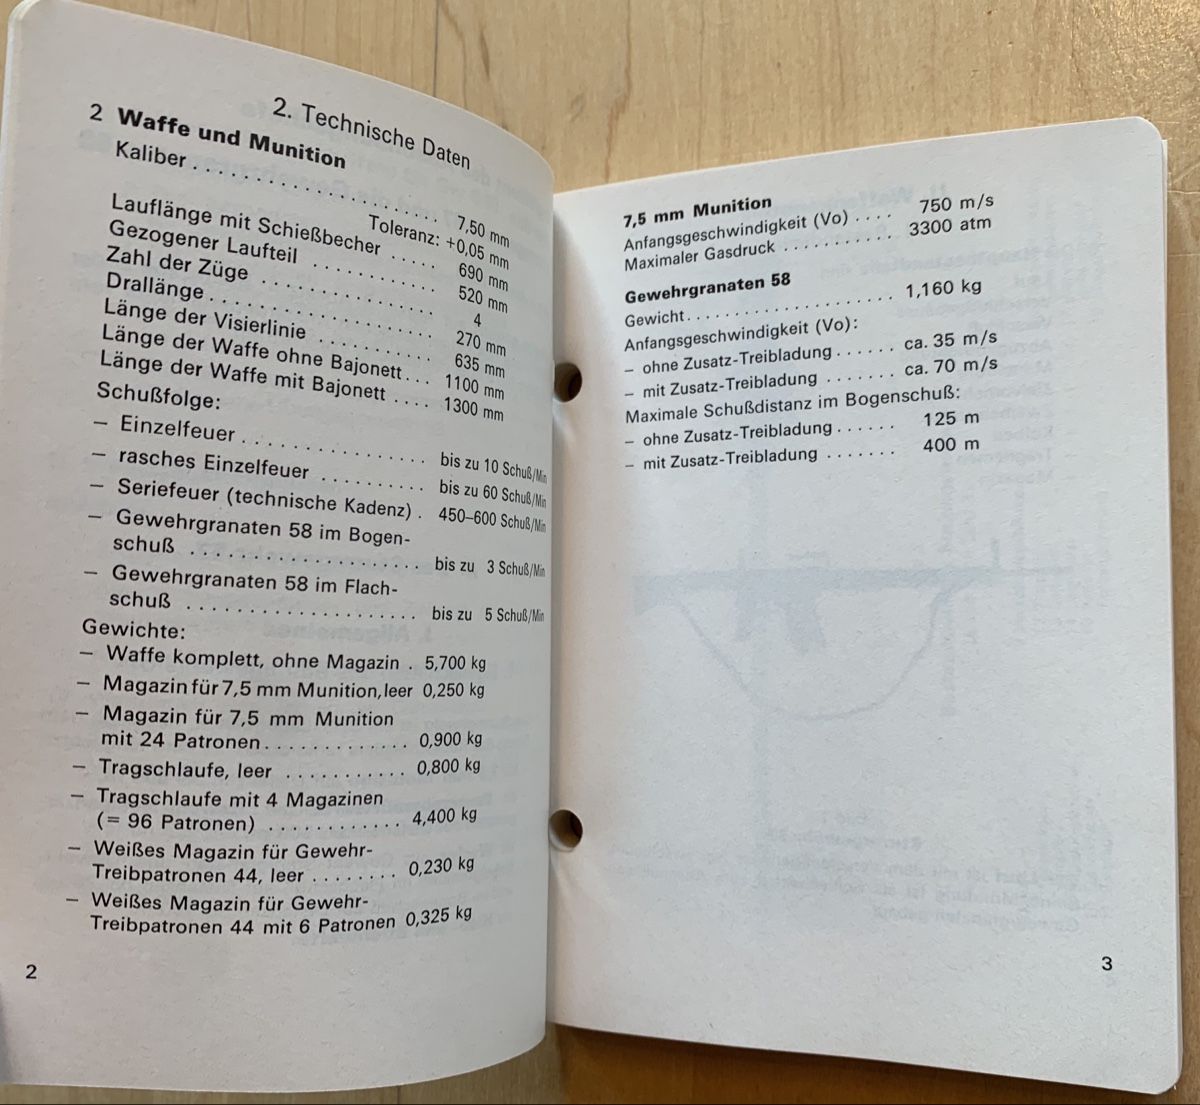 2. Technische Daten
2 Waffe und Munition
Kaliber . . . . . . . . . . . . . . . . . . . . . 7,50 mm
Toleranz: +0,05 mm
Lauflänge mit Schießbecher . . . . . 690 mm
Gezogener Laufteil . . . . . . . . . . . 520 mm
Zahl der Züge . . . . . . . . . . . . . . . 4
Drallänge . . . . . . . . . . . . . . . . . . 270 mm
Länge der Visierlinie . . . . . . . . . . . 635 mm
Länge der Waffe ohne Bajonett . . . 1100 mm
Länge der Waffe mit Bajonett . . . . 1300 mm
Schußfolge:
– Einzelfeuer . . . . . . . . . . . . . . . bis zu 10 Schuß/Min
– rasches Einzelfeuer . . . . . . . . . . bis zu 60 Schuß/Min
– Seriefeuer (technische Kadenz) . 450–600 Schuß/Min
– Gewehrgranaten 58 im Bogen-
schuß . . . . . . . . . . . . . . . . . . . bis zu 3 Schuß/Min
– Gewehrgranaten 58 im Flach-
schuß . . . . . . . . . . . . . . . . . . . bis zu 5 Schuß/Min
Gewichte:
– Waffe komplett, ohne Magazin . 5,700 kg
– Magazin für 7,5 mm Munition, leer 0,250 kg
– Magazin für 7,5 mm Munition
mit 24 Patronen . . . . . . . . . . . . . 0,900 kg
– Tragschlaufe, leer . . . . . . . . . . . 0,800 kg
– Tragschlaufe mit 4 Magazinen
(= 96 Patronen) . . . . . . . . . . . . 4,400 kg
– Weißes Magazin für Gewehr-
Treibpatronen 44, leer . . . . . . . . 0,230 kg
– Weißes Magazin für Gewehr-
Treibpatronen 44 mit 6 Patronen 0,325 kg
2
7,5 mm Munition
Anfangsgeschwindigkeit (Vo) . . . . 750 m/s
Maximaler Gasdruck . . . . . . . . . . . 3300 atm
Gewehrgranaten 58
Gewicht . . . . . . . . . . . . . . . . . . . . 1,160 kg
Anfangsgeschwindigkeit (Vo):
– ohne Zusatz-Treibladung . . . . . . ca. 35 m/s
– mit Zusatz-Treibladung . . . . . . . ca. 70 m/s
Maximale Schußdistanz im Bogenschuß:
– ohne Zusatz-Treibladung . . . . . . 125 m
– mit Zusatz-Treibladung . . . . . . . 400 m
3